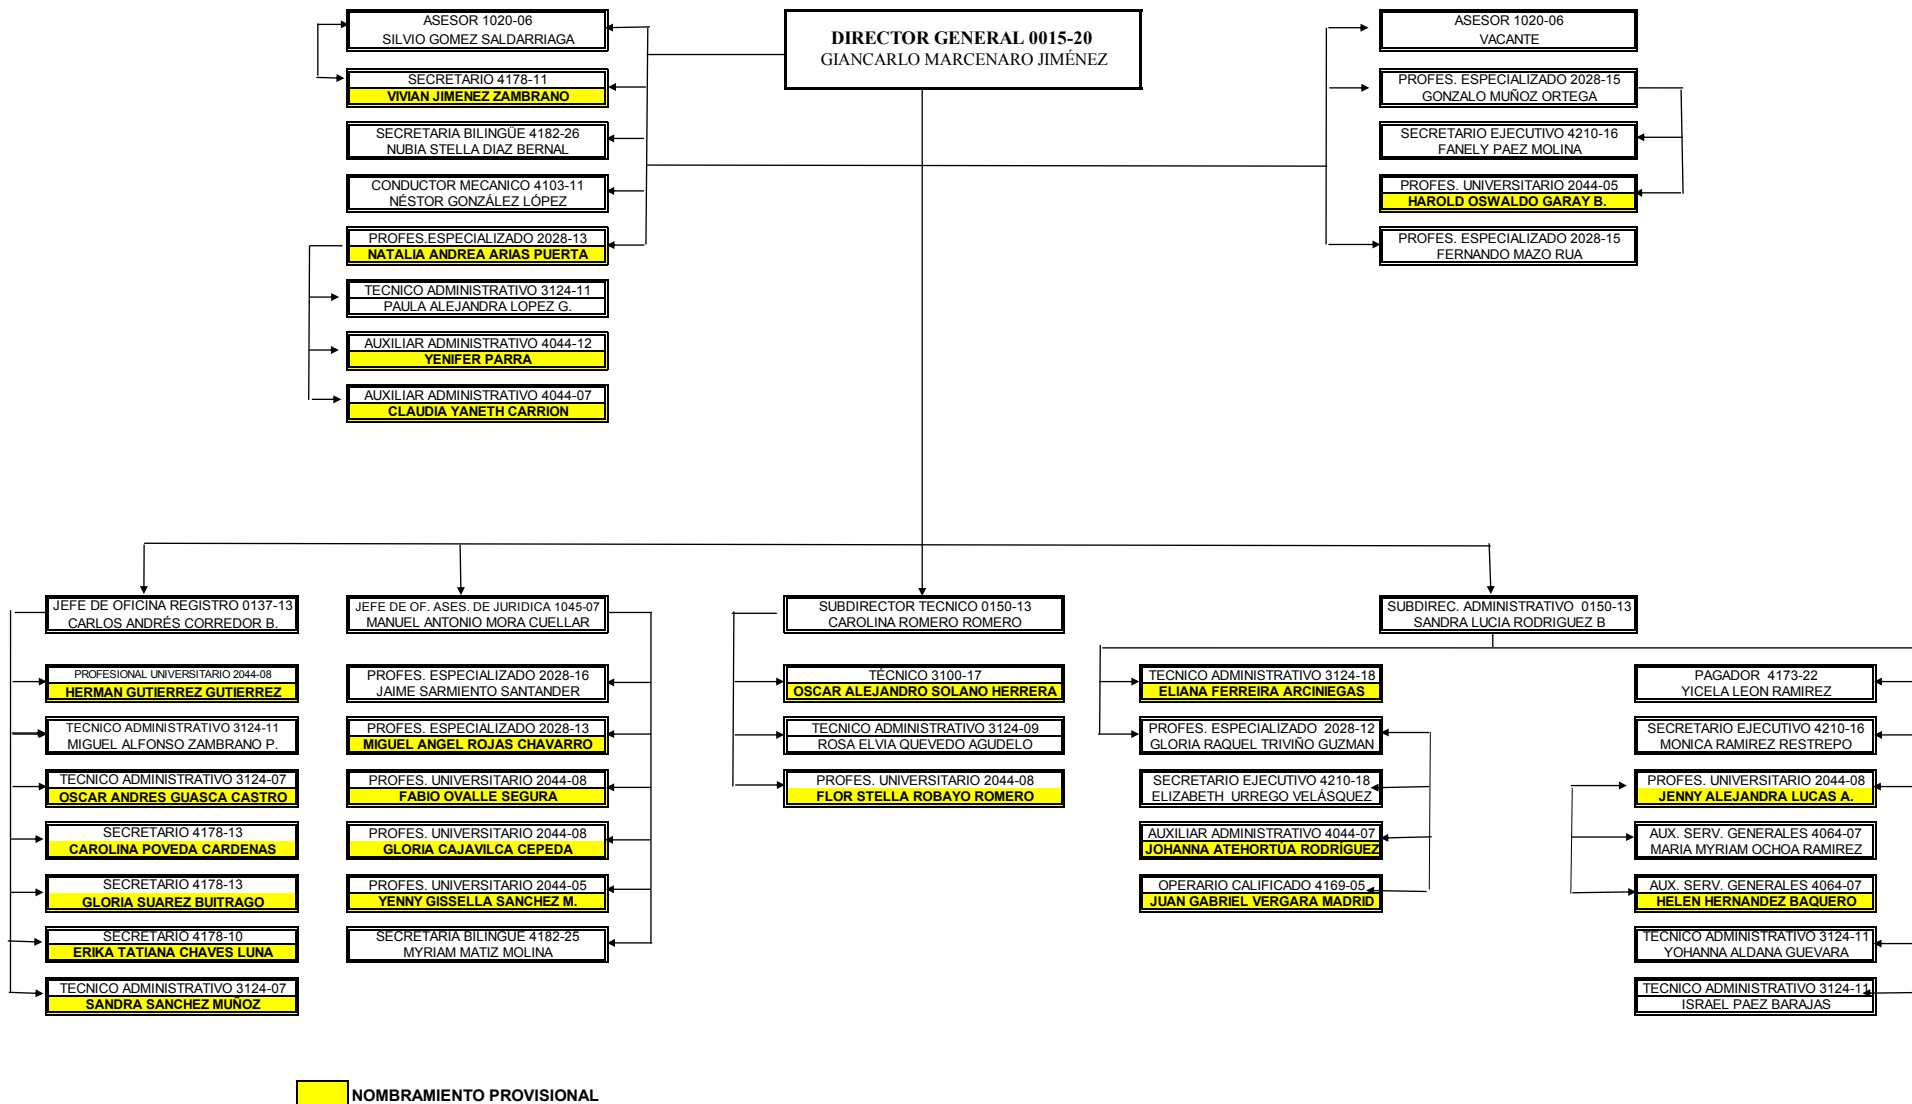 DIRECTOR GENERAL 0015-20
GIANCARLO MARCENARO JIMÉNEZ
ASESOR 1020-06
SILVIO GOMEZ SALDARRIAGA
SECRETARIO 4178-11
VIVIAN JIMENEZ ZAMBRANO
SECRETARIA BILINGÜE 4182-26
NUBIA STELLA DIAZ BERNAL
CONDUCTOR MECANICO 4103-11
NÉSTOR GONZÁLEZ LÓPEZ
PROFES.ESPECIALIZADO 2028-13
NATALIA ANDREA ARIAS PUERTA
TECNICO ADMINISTRATIVO 3124-11
PAULA ALEJANDRA LOPEZ G.
AUXILIAR ADMINISTRATIVO 4044-12
YENIFER PARRA
AUXILIAR ADMINISTRATIVO 4044-07
CLAUDIA YANETH CARRION
ASESOR 1020-06
VACANTE
PROFES. ESPECIALIZADO 2028-15
GONZALO MUÑOZ ORTEGA
SECRETARIO EJECUTIVO 4210-16
FANELY PAEZ MOLINA
PROFES. UNIVERSITARIO 2044-05
HAROLD OSWALDO GARAY B.
PROFES. ESPECIALIZADO 2028-15
FERNANDO MAZO RUA
JEFE DE OFICINA REGISTRO 0137-13
CARLOS ANDRÉS CORREDOR B.
PROFESIONAL UNIVERSITARIO 2044-08
HERMAN GUTIERREZ GUTIERREZ
TECNICO ADMINISTRATIVO 3124-11
MIGUEL ALFONSO ZAMBRANO P.
TECNICO ADMINISTRATIVO 3124-07
OSCAR ANDRES GUASCA CASTRO
SECRETARIO 4178-13
CAROLINA POVEDA CARDENAS
SECRETARIO 4178-13
GLORIA SUAREZ BUITRAGO
SECRETARIO 4178-10
ERIKA TATIANA CHAVES LUNA
TECNICO ADMINISTRATIVO 3124-07
SANDRA SANCHEZ MUÑOZ
JEFE DE OF. ASES. DE JURIDICA 1045-07
MANUEL ANTONIO MORA CUELLAR
PROFES. ESPECIALIZADO 2028-16
JAIME SARMIENTO SANTANDER
PROFES. ESPECIALIZADO 2028-13
MIGUEL ANGEL ROJAS CHAVARRO
PROFES. UNIVERSITARIO 2044-08
FABIO OVALLE SEGURA
PROFES. UNIVERSITARIO 2044-08
GLORIA CAJAVILCA CEPEDA
PROFES. UNIVERSITARIO 2044-05
YENNY GISSELLA SANCHEZ M.
SECRETARIA BILINGUE 4182-25
MYRIAM MATIZ MOLINA
SUBDIRECTOR TECNICO 0150-13
CAROLINA ROMERO ROMERO
TÉCNICO 3100-17
OSCAR ALEJANDRO SOLANO HERRERA
TECNICO ADMINISTRATIVO 3124-09
ROSA ELVIA QUEVEDO AGUDELO
PROFES. UNIVERSITARIO 2044-08
FLOR STELLA ROBAYO ROMERO
SUBDIREC. ADMINISTRATIVO 0150-13
SANDRA LUCIA RODRIGUEZ B
TECNICO ADMINISTRATIVO 3124-18
ELIANA FERREIRA ARCINIEGAS
PROFES. ESPECIALIZADO 2028-12
GLORIA RAQUEL TRIVIÑO GUZMAN
SECRETARIO EJECUTIVO 4210-18
ELIZABETH URREGO VELÁSQUEZ
AUXILIAR ADMINISTRATIVO 4044-07
JOHANNA ATEHORTÚA RODRÍGUEZ
OPERARIO CALIFICADO 4169-05
JUAN GABRIEL VERGARA MADRID
PAGADOR 4173-22
YICELA LEON RAMIREZ
SECRETARIO EJECUTIVO 4210-16
MONICA RAMIREZ RESTREPO
PROFES. UNIVERSITARIO 2044-08
JENNY ALEJANDRA LUCAS A.
AUX. SERV. GENERALES 4064-07
MARIA MYRIAM OCHOA RAMIREZ
AUX. SERV. GENERALES 4064-07
HELEN HERNANDEZ BAQUERO
TECNICO ADMINISTRATIVO 3124-11
YOHANNA ALDANA GUEVARA
TECNICO ADMINISTRATIVO 3124-11
ISRAEL PAEZ BARAJAS
NOMBRAMIENTO PROVISIONAL